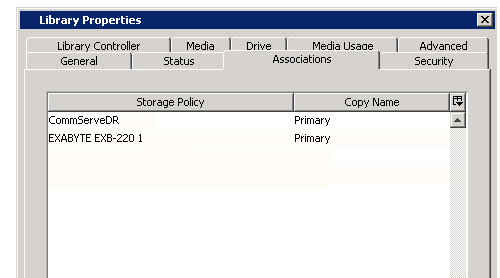 Library Properties
Library Controller Media Drive Media Usage Advanced
General Status Associations Security
Storage Policy Copy Name
CommServeDR Primary
EXABYTE EXB-220 1 Primary